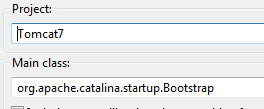 Project:
Tomcat7
Main class:
org.apache.catalina.startup.Bootstrap